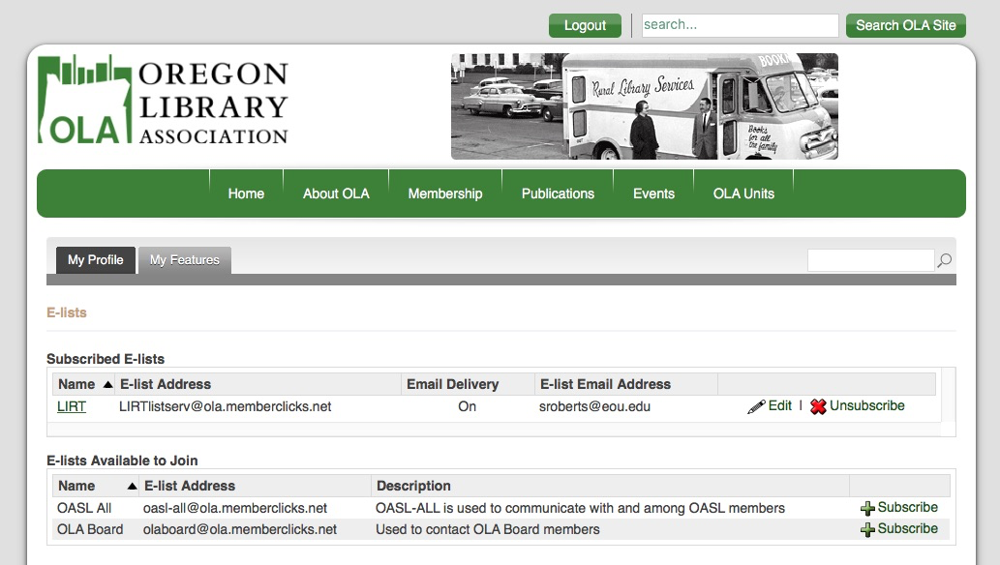 Logout
search...
Search OLA Site
OLA
OREGON
LIBRARY
ASSOCIATION
BOOKS
Rural Library Services
Books
for all
the family
Home
About OLA
Membership
Publications
Events
OLA Units
My Profile
My Features
E-lists
Subscribed E-lists
Name E-list Address Email Delivery E-list Email Address
LIRT LIRTlistserv@ola.memberclicks.net On sroberts@eou.edu Edit | Unsubscribe
E-lists Available to Join
Name E-list Address Description
OASL All oasl-all@ola.memberclicks.net OASL-ALL is used to communicate with and among OASL members Subscribe
OLA Board olaboard@ola.memberclicks.net Used to contact OLA Board members Subscribe